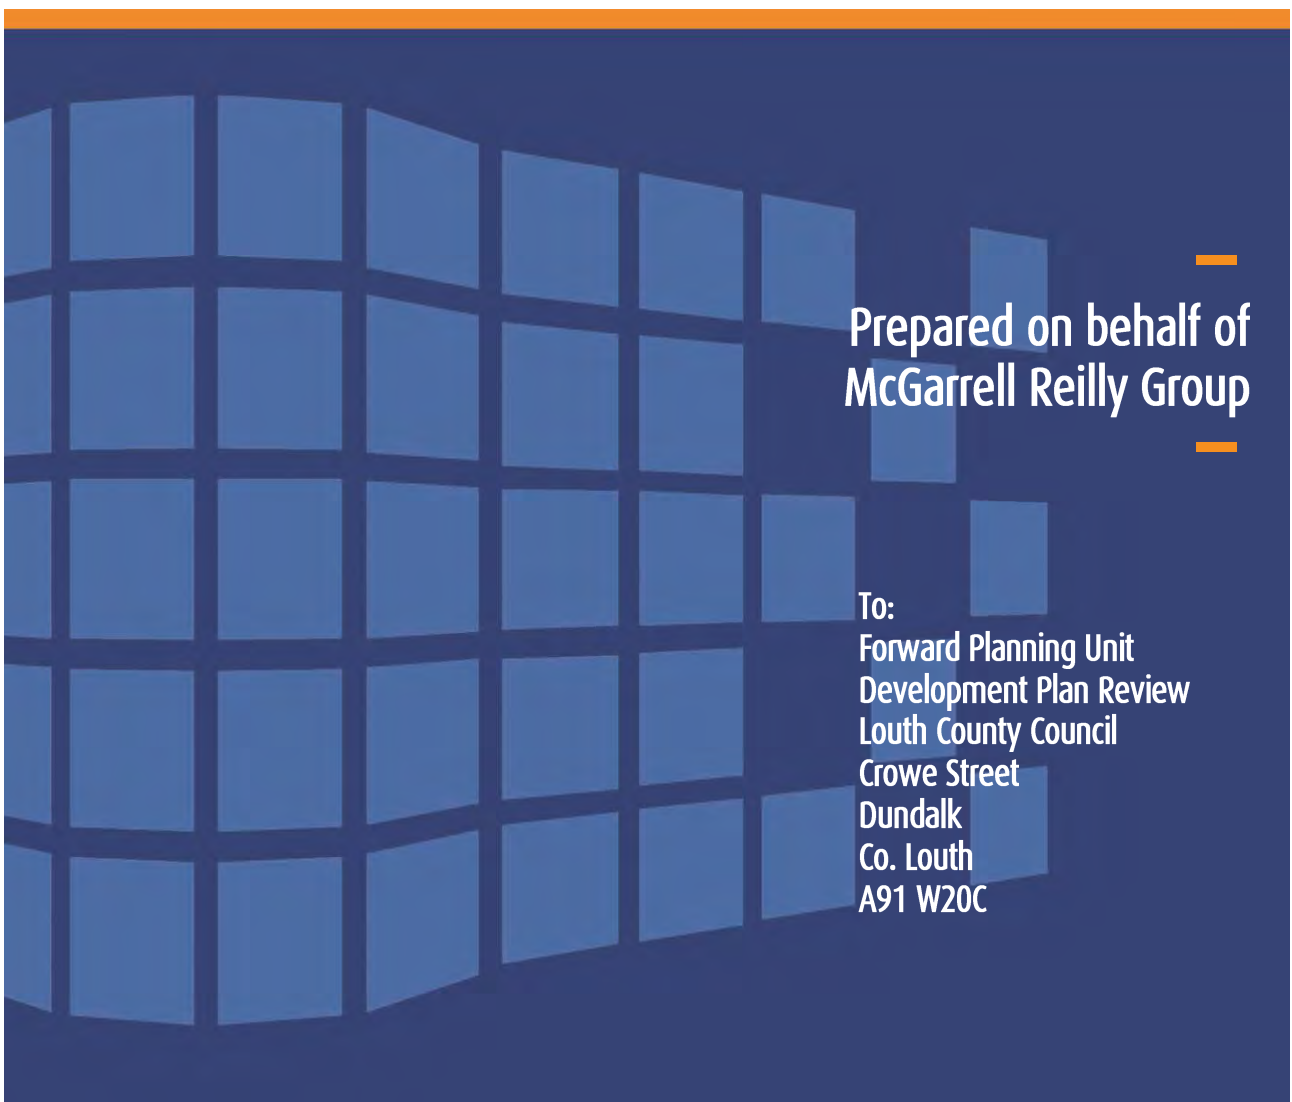 Prepared on behalf of
McGarrell Reilly Group
To:
Forward Planning Unit
Development Plan Review
Louth County Council
Crowe Street
Dundalk
Co. Louth
A91 W20C